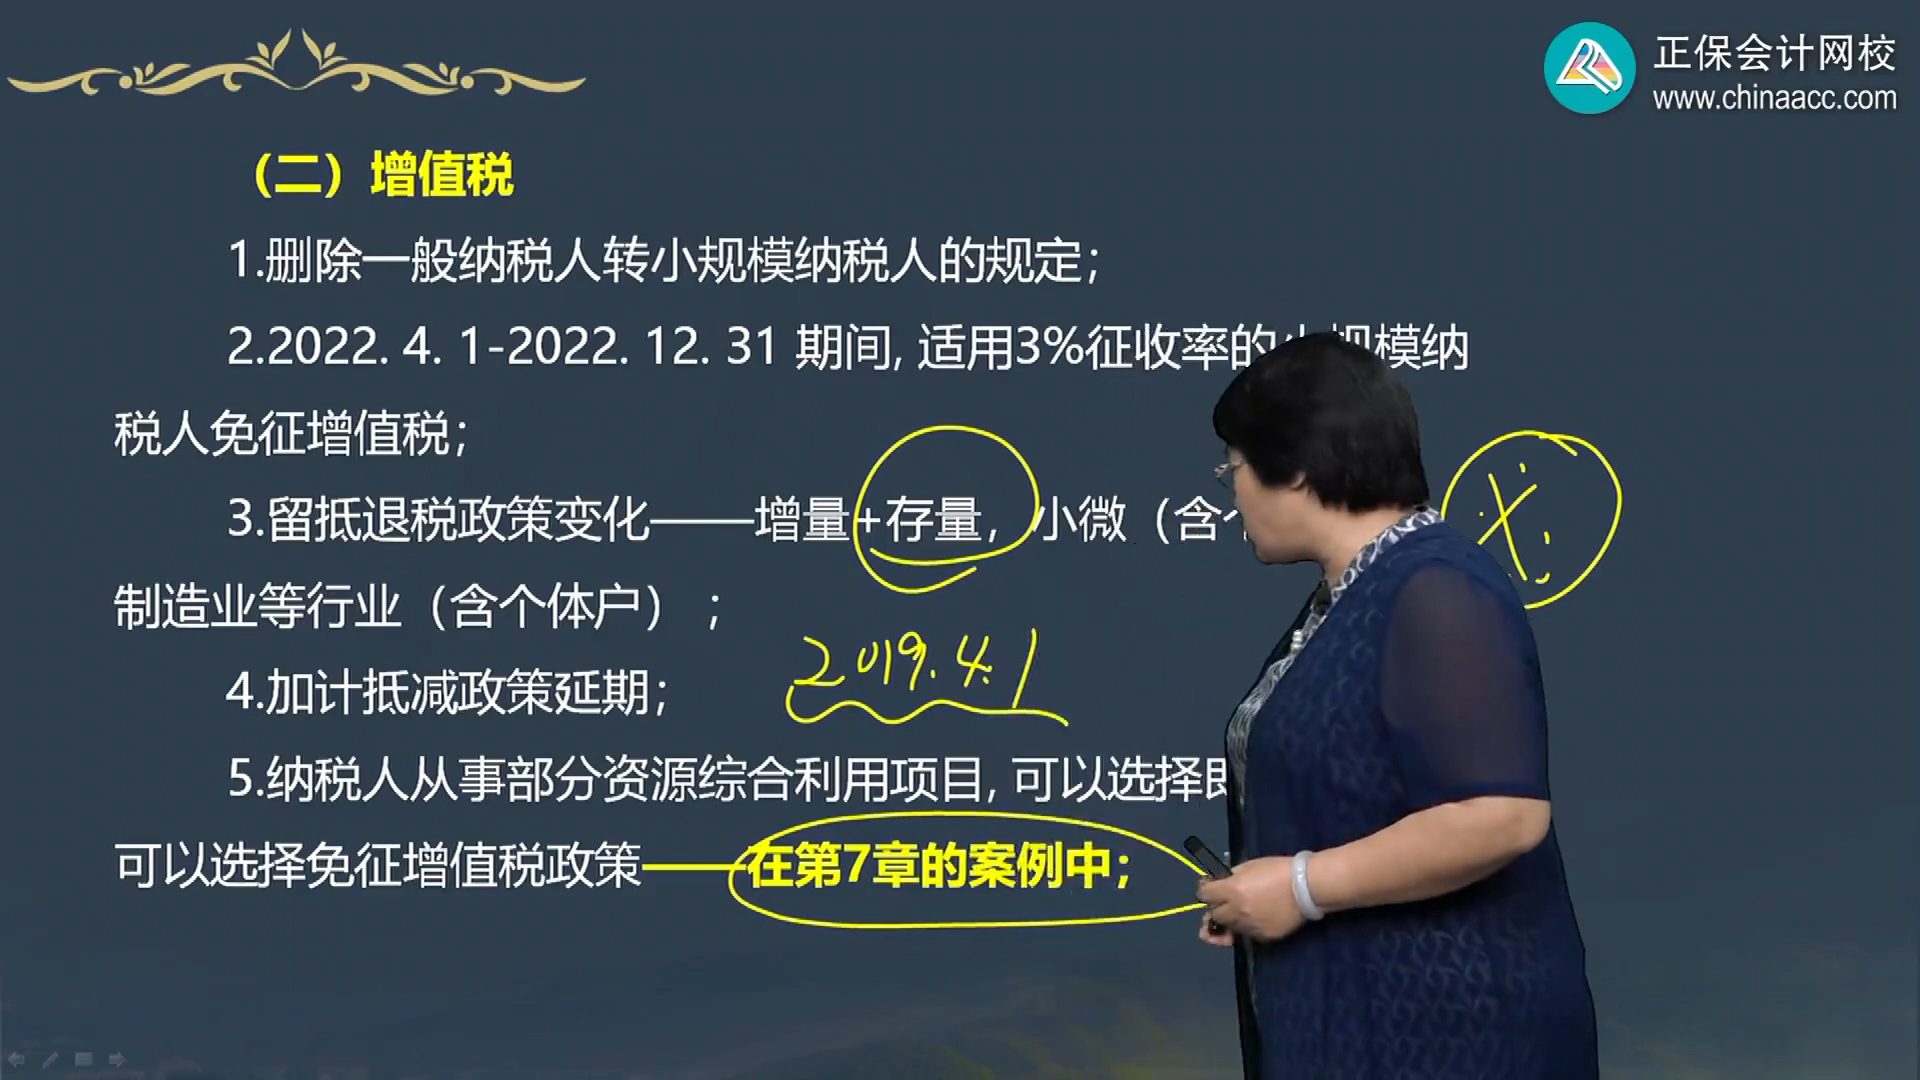 正保会计网校
www.chinaacc.com
（二）增值税
1.删除一般纳税人转小规模纳税人的规定；
2.2022. 4. 1-2022. 12. 31 期间, 适用3%征收率的小规模纳
税人免征增值税；
3.留抵退税政策变化——增量+存量，小微（含
制造业等行业（含个体户）；
2019.4.1
4.加计抵减政策延期；
5.纳税人从事部分资源综合利用项目, 可以选择即
可以选择免征增值税政策——在第7章的案例中；